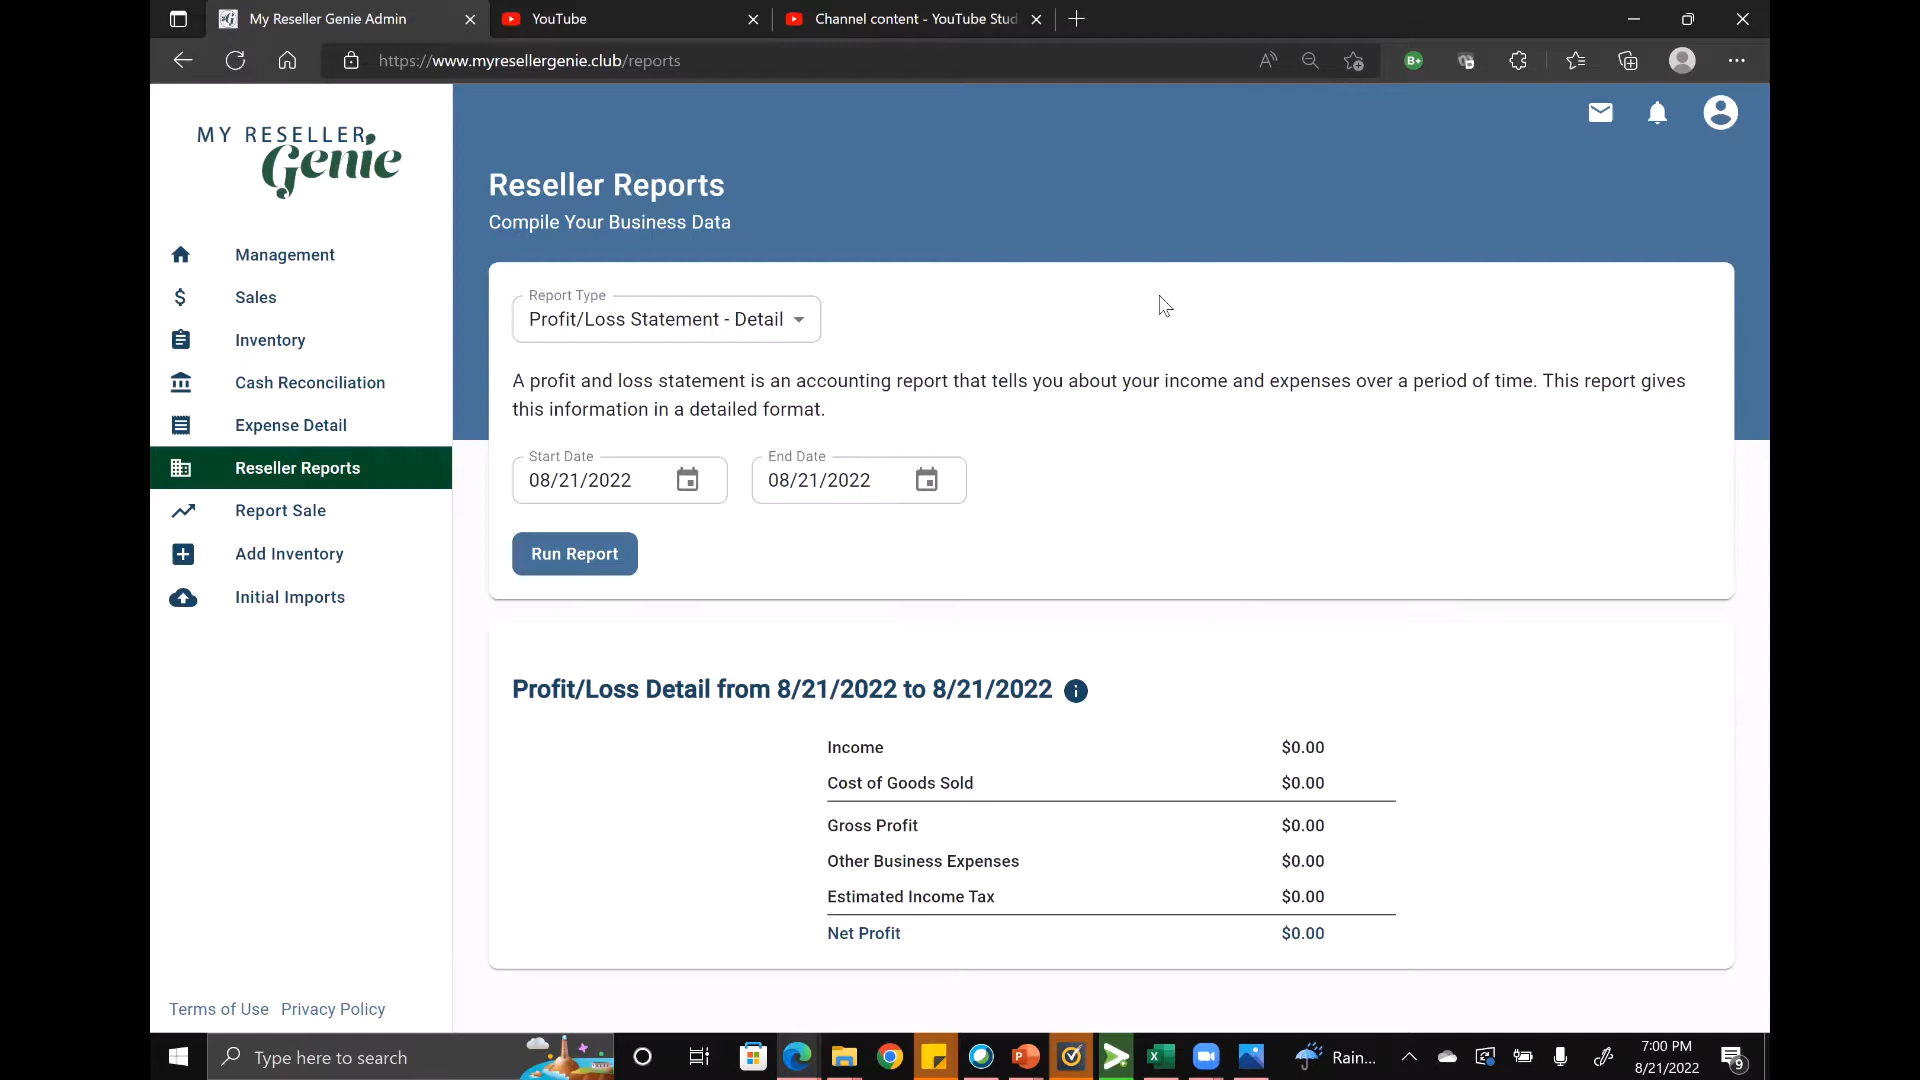 My Reseller Genie Admin
YouTube
Channel content - YouTube Stud
https://www.myresellergenie.club/reports
B+
MY RESELLER
Genie
Management
Sales
Inventory
Cash Reconciliation
Expense Detail
Reseller Reports
Report Sale
Add Inventory
Initial Imports
Terms of Use Privacy Policy
Reseller Reports
Compile Your Business Data
Report Type
Profit/Loss Statement - Detail
A profit and loss statement is an accounting report that tells you about your income and expenses over a period of time. This report gives
this information in a detailed format.
Start Date
08/21/2022
End Date
08/21/2022
Run Report
Profit/Loss Detail from 8/21/2022 to 8/21/2022
Income $0.00
Cost of Goods Sold $0.00
Gross Profit $0.00
Other Business Expenses $0.00
Estimated Income Tax $0.00
Net Profit $0.00
Type here to search
Rain...
7:00 PM
8/21/2022
9